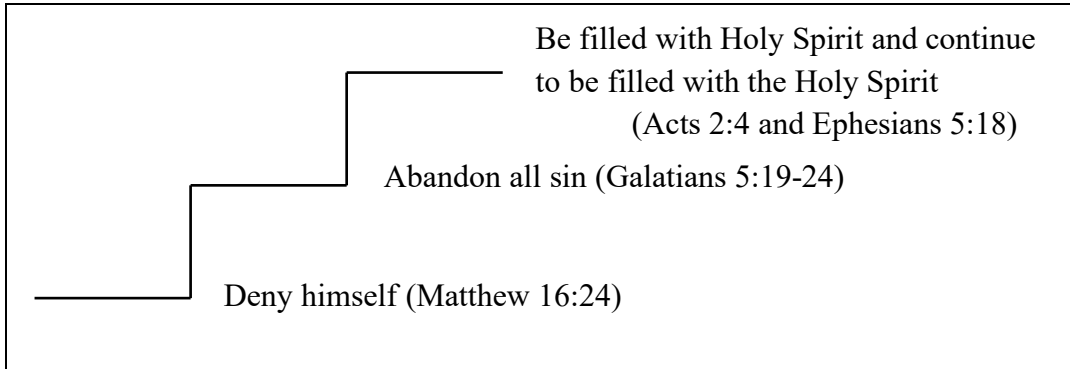 Be filled with Holy Spirit and continue
to be filled with the Holy Spirit
(Acts 2:4 and Ephesians 5:18)
Abandon all sin (Galatians 5:19-24)
Deny himself (Matthew 16:24)